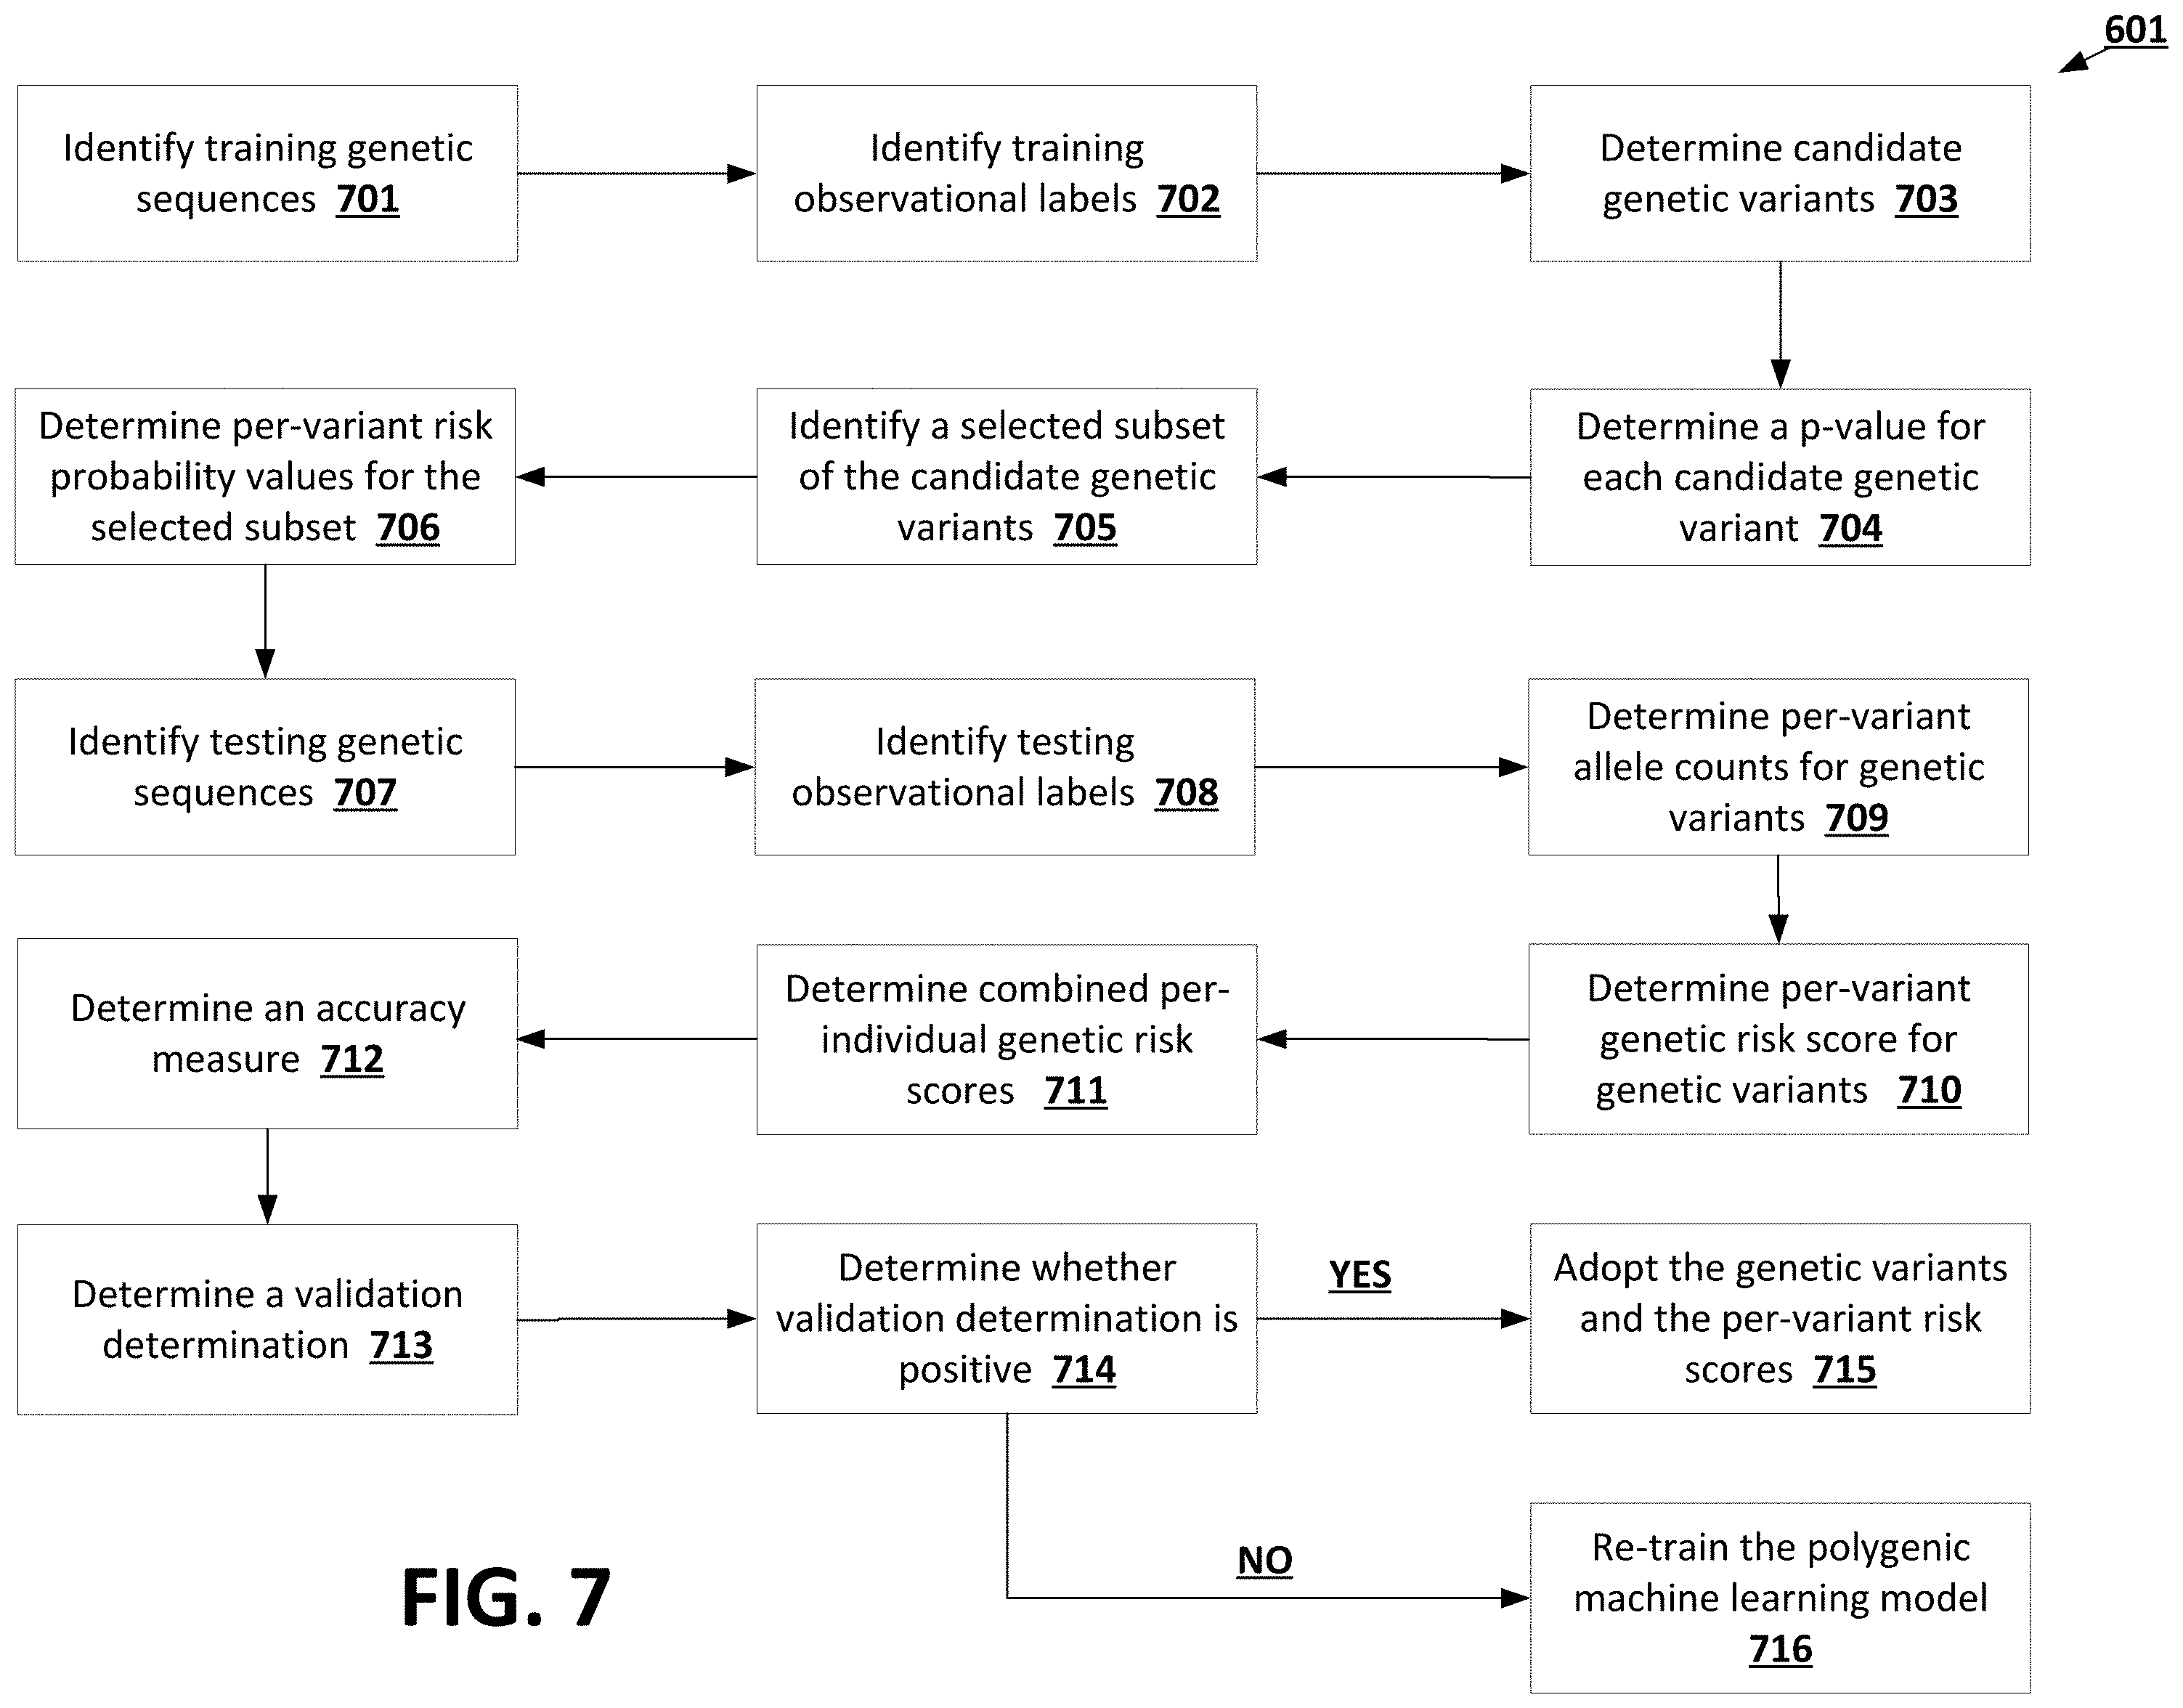 601
Identify training genetic
sequences 701
Identify training
observational labels 702
Determine candidate
genetic variants 703
Determine per-variant risk
probability values for the
selected subset 706
Identify a selected subset
of the candidate genetic
variants 705
Determine a p-value for
each candidate genetic
variant 704
Identify testing genetic
sequences 707
Identify testing
observational labels 708
Determine per-variant
allele counts for genetic
variants 709
Determine an accuracy
measure 712
Determine combined per-
individual genetic risk
scores 711
Determine per-variant
genetic risk score for
genetic variants 710
Determine a validation
determination 713
Determine whether
validation determination is
positive 714
YES
Adopt the genetic variants
and the per-variant risk
scores 715
NO
Re-train the polygenic
machine learning model
716
FIG. 7